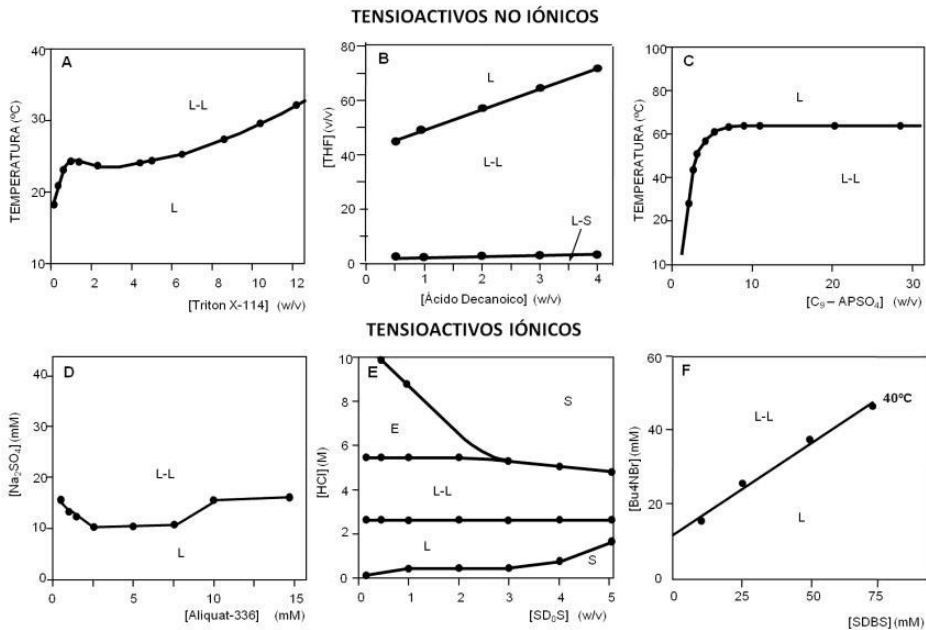 TENSIOACTIVOS NO IÓNICOS
A
TEMPERATURA (ºC)
40
30
20
10
L-L
L
0 2 4 6 8 10 12
[Triton X-114] (w/v)
B
[THF] (v/v)
80
60
40
20
0
L
L-L
L-S
0 1 2 3 4
[Ácido Decanoico] (w/v)
C
TEMPERATURA (ºC)
100
80
60
40
20
10
L
L-L
0 10 20 30
[C9 – APSO4] (w/v)
TENSIOACTIVOS IÓNICOS
D
[Na2SO4] (mM)
40
30
20
10
0
L-L
L
0 5 10 15
[Aliquat-336] (mM)
E
[HCl] (M)
10
8
6
4
2
0
S
E
L-L
L
S
0 1 2 3 4 5
[SD0S] (w/v)
F
[Bu4NBr] (mM)
60
40
20
0
40ºC
L-L
L
0 25 50 75
[SDBS] (mM)